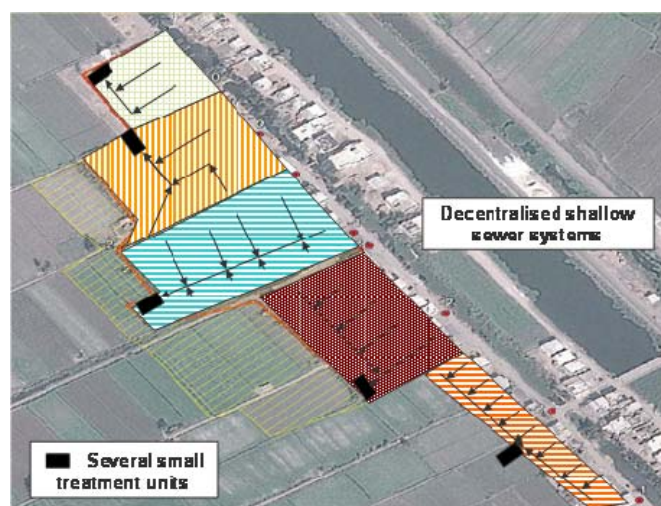 Decentralised shallow
sewer systems
Several small
treatment units